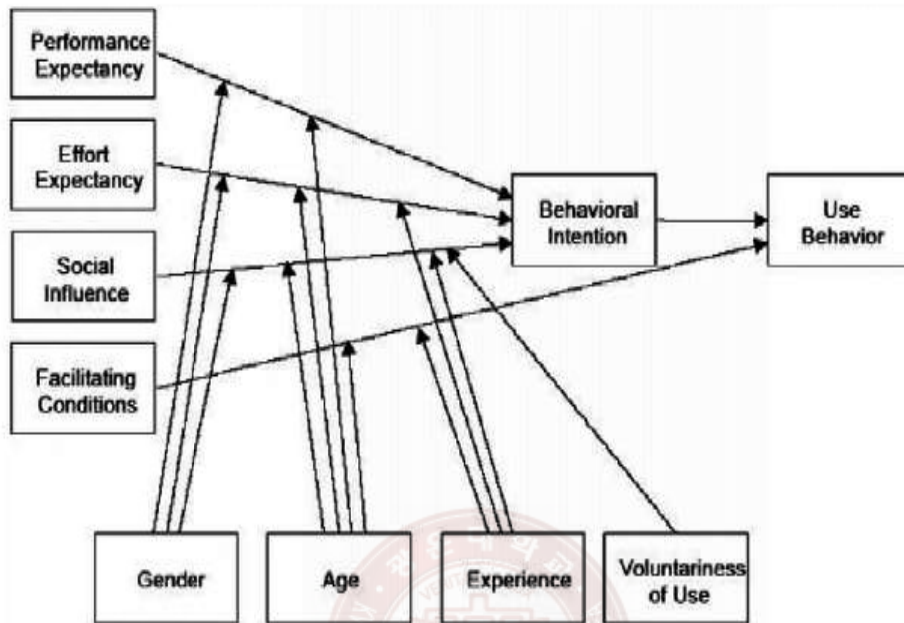 Performance
Expectancy
Effort
Expectancy
Social
Influence
Facilitating
Conditions
Behavioral
Intention
Use
Behavior
Gender
Age
Experience
Voluntariness
of Use